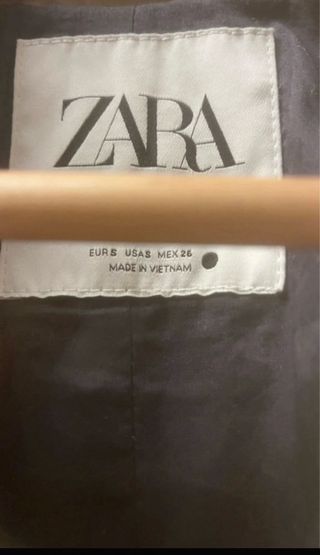 ZARA
EUR S USA S MEX 26
MADE IN VIETNAM